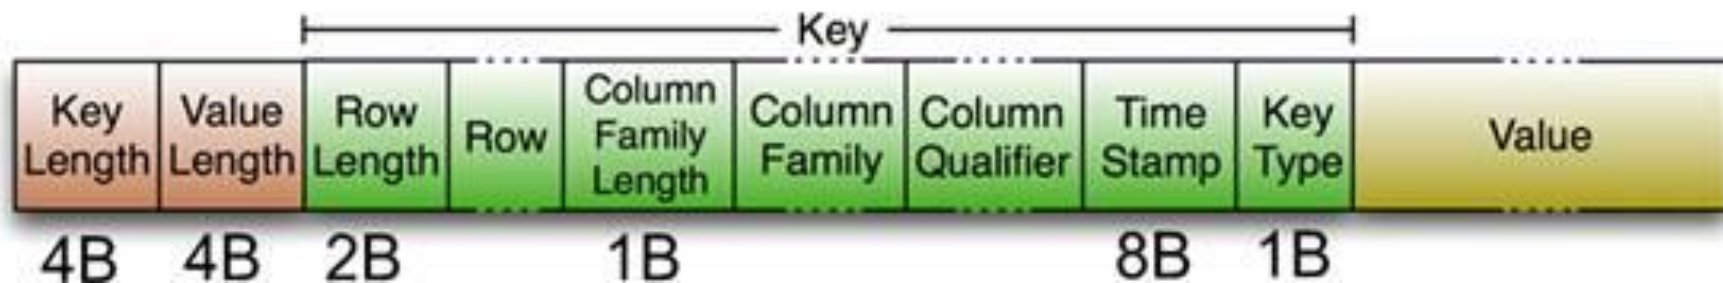 Key
Key
Length
Value
Length
Row
Length
Row
Column
Family
Length
Column
Family
Column
Qualifier
Time
Stamp
Key
Type
Value
4B
4B
2B
1B
8B
1B